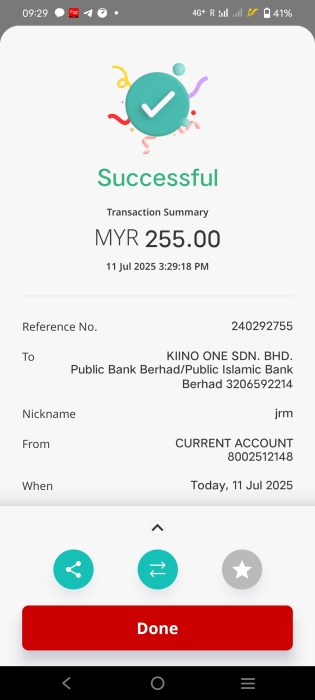 09:29
4G+ R
41%
Successful
Transaction Summary
MYR 255.00
11 Jul 2025 3:29:18 PM
Reference No. 240292755
To KIINO ONE SDN. BHD.
Public Bank Berhad/Public Islamic Bank
Berhad 3206592214
Nickname jrm
From CURRENT ACCOUNT
8002512148
When Today, 11 Jul 2025
Done